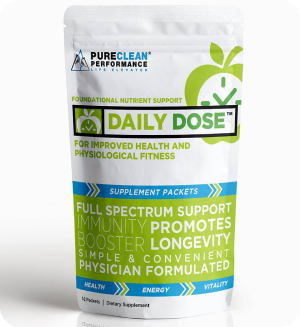 PURECLEAN®
PERFORMANCE
LIFE ELEVATED
FOUNDATIONAL NUTRIENT SUPPORT
DAILY DOSE™
FOR IMPROVED HEALTH AND
PHYSIOLOGICAL FITNESS
SUPPLEMENT PACKETS
FULL SPECTRUM SUPPORT
IMMUNITY PROMOTES
BOOSTER LONGEVITY
SIMPLE & CONVENIENT
PHYSICIAN FORMULATED
HEALTH ENERGY VITALITY
Packets | Dietary Supplement